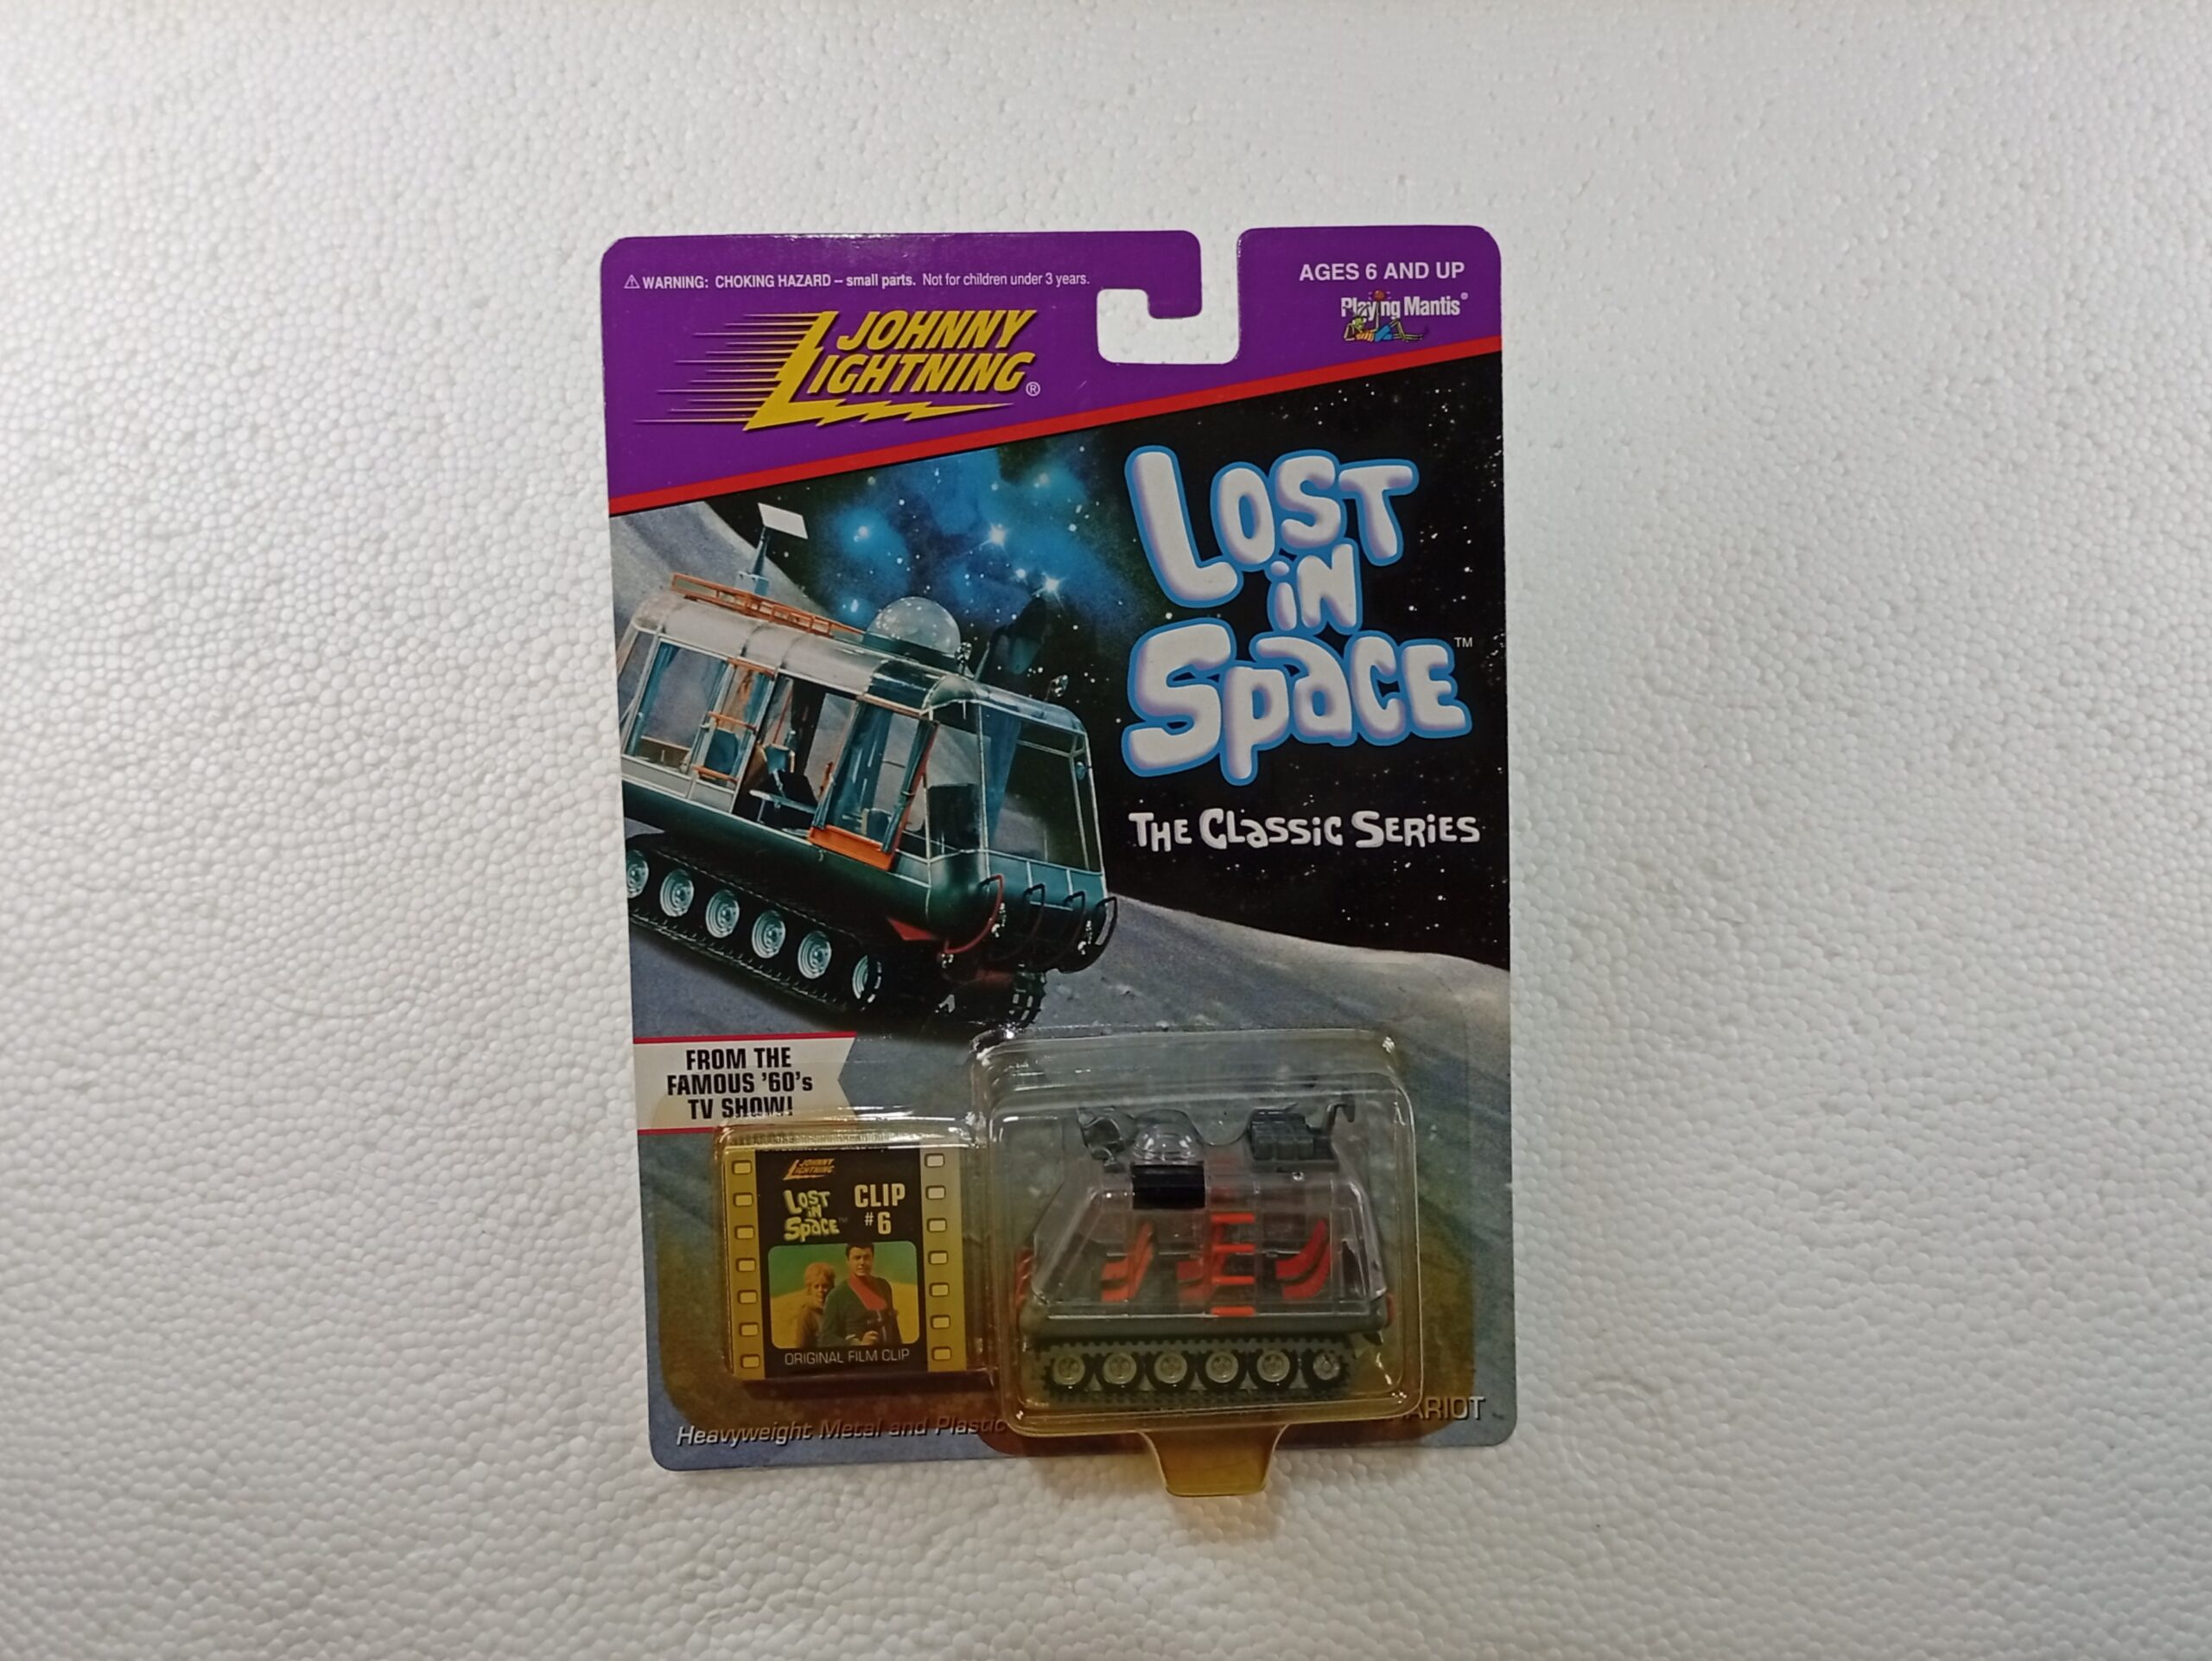 ⚠ WARNING: CHOKING HAZARD – small parts. Not for children under 3 years.
AGES 6 AND UP
Playing Mantis®
JOHNNY
LIGHTNING®
LOST
iN
SpaCE™
THE CLaSSiC SERiES
FROM THE
FAMOUS '60's
TV SHOW!
JOHNNY
LIGHTNING
LOST
iN
SpaCE™
CLIP
#6
ORIGINAL FILM CLIP
Heavyweight Metal and Plastic